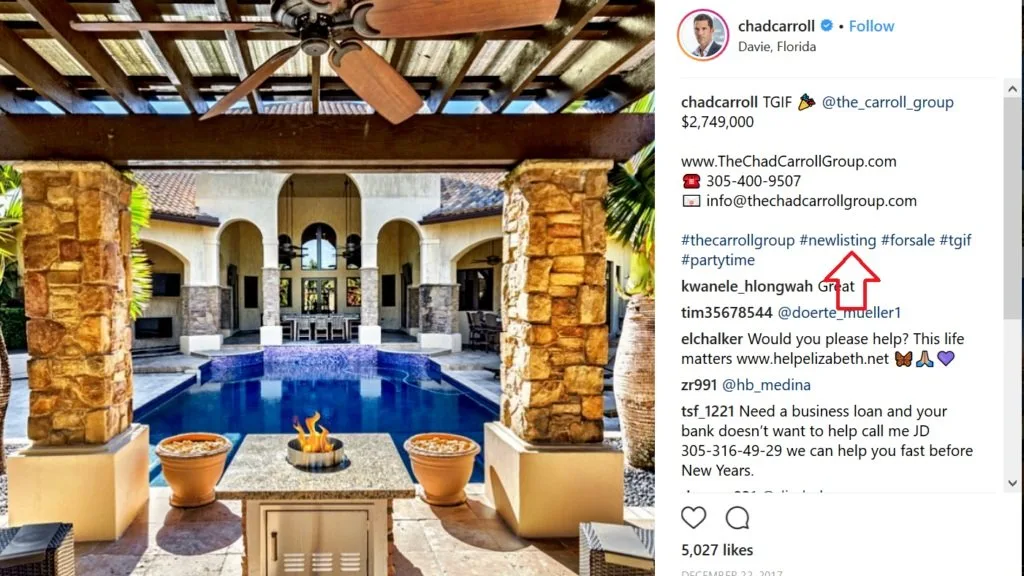 chadcarroll • Follow
Davie, Florida
chadcarroll TGIF 🎉 @the_carroll_group
$2,749,000
www.TheChadCarrollGroup.com
☎️ 305-400-9507
📧 info@thechadcarrollgroup.com
#thecarrollgroup #newlisting #forsale #tgif
#partytime
kwanele_hlongwah Great
tim35678544 @doerte_mueller1
elchalker Would you please help? This life
matters www.helpelizabeth.net 🦋🙏🏽💜
zr991 @hb_medina
tsf_1221 Need a business loan and your
bank doesn't want to help call me JD
305-316-49-29 we can help you fast before
New Years.
5,027 likes
DECEMBER 22, 2017